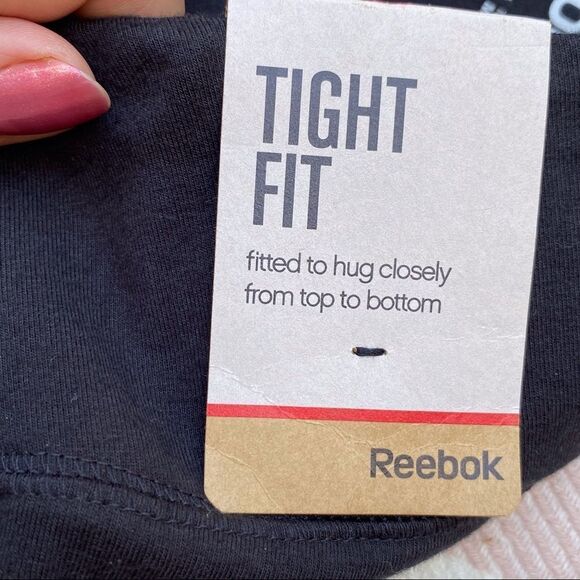 TIGHT
FIT
fitted to hug closely
from top to bottom
Reebok